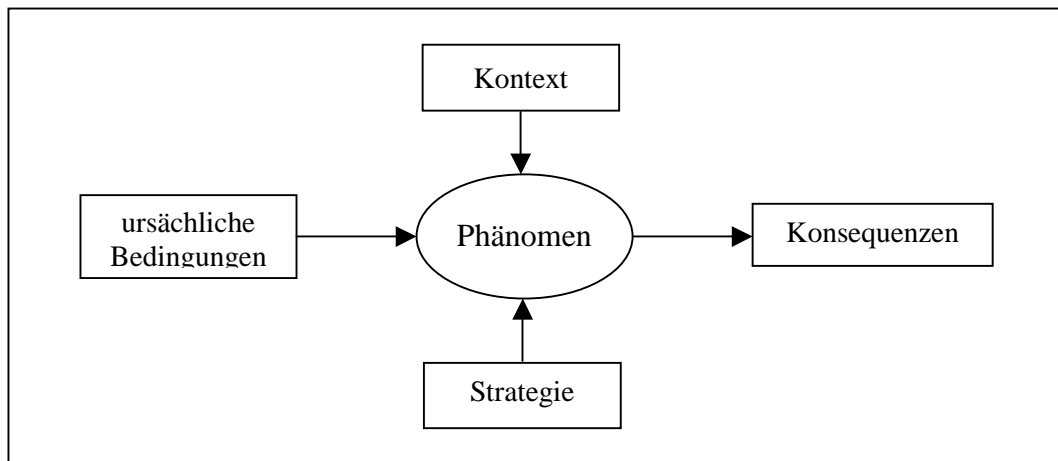 Kontext
ursächliche
Bedingungen
Phänomen
Konsequenzen
Strategie